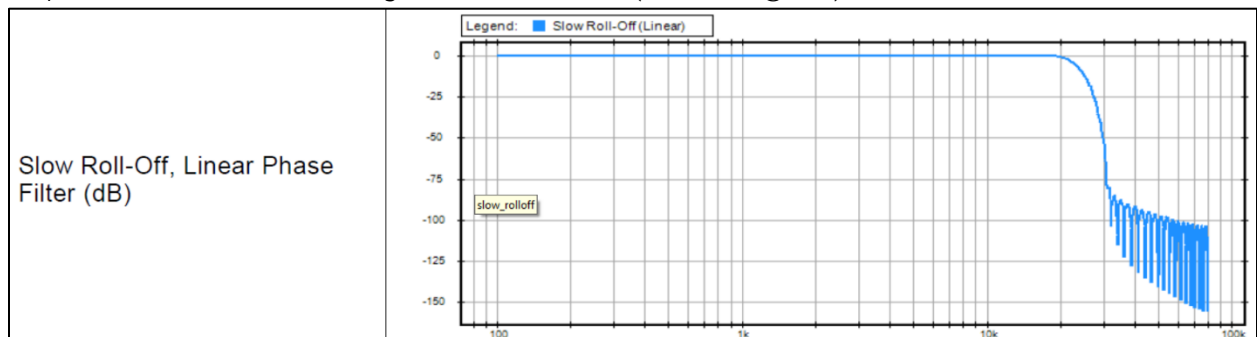 Legend: Slow Roll-Off (Linear)
0
-25
-50
Slow Roll-Off, Linear Phase
Filter (dB)
-75
slow_rolloff
-100
-125
-150
100 1k 10k 100k